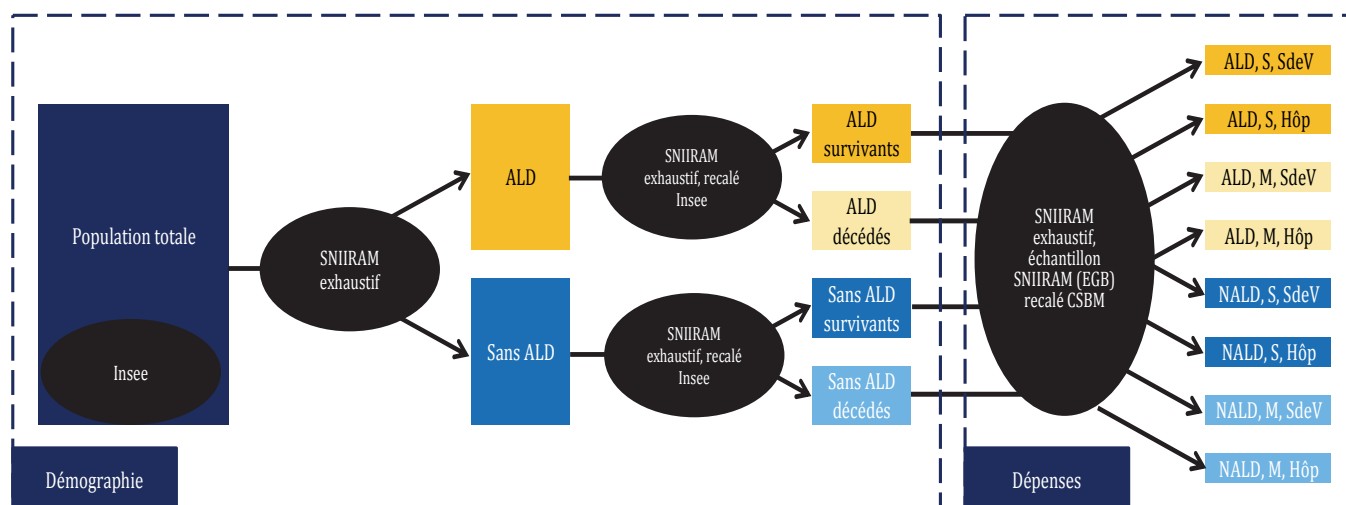 Population totale
Insee
Démographie
SNIIRAM
exhaustif
ALD
Sans ALD
SNIIRAM
exhaustif, recalé
Insee
SNIIRAM
exhaustif, recalé
Insee
ALD
survivants
ALD
décédés
Sans ALD
survivants
Sans ALD
décédés
SNIIRAM
exhaustif,
échantillon
SNIIRAM (EGB)
recalé CSBM
Dépenses
ALD, S, SdeV
ALD, S, Hôp
ALD, M, SdeV
ALD, M, Hôp
NALD, S, SdeV
NALD, S, Hôp
NALD, M, SdeV
NALD, M, Hôp